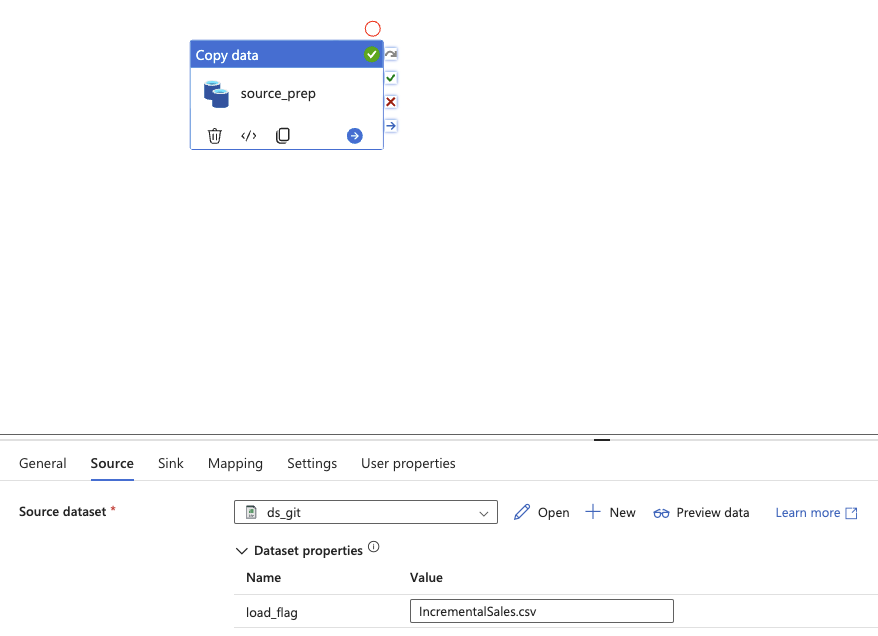 Copy data
source_prep
General Source Sink Mapping Settings User properties
Source dataset * ds_git Open New Preview data Learn more
Dataset properties
Name Value
load_flag IncrementalSales.csv